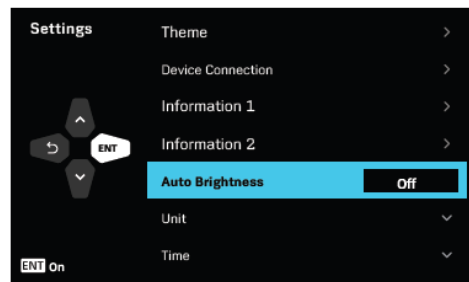 Settings
Theme
Device Connection
Information 1
Information 2
ENT
Auto Brightness Off
Unit
Time
ENT On